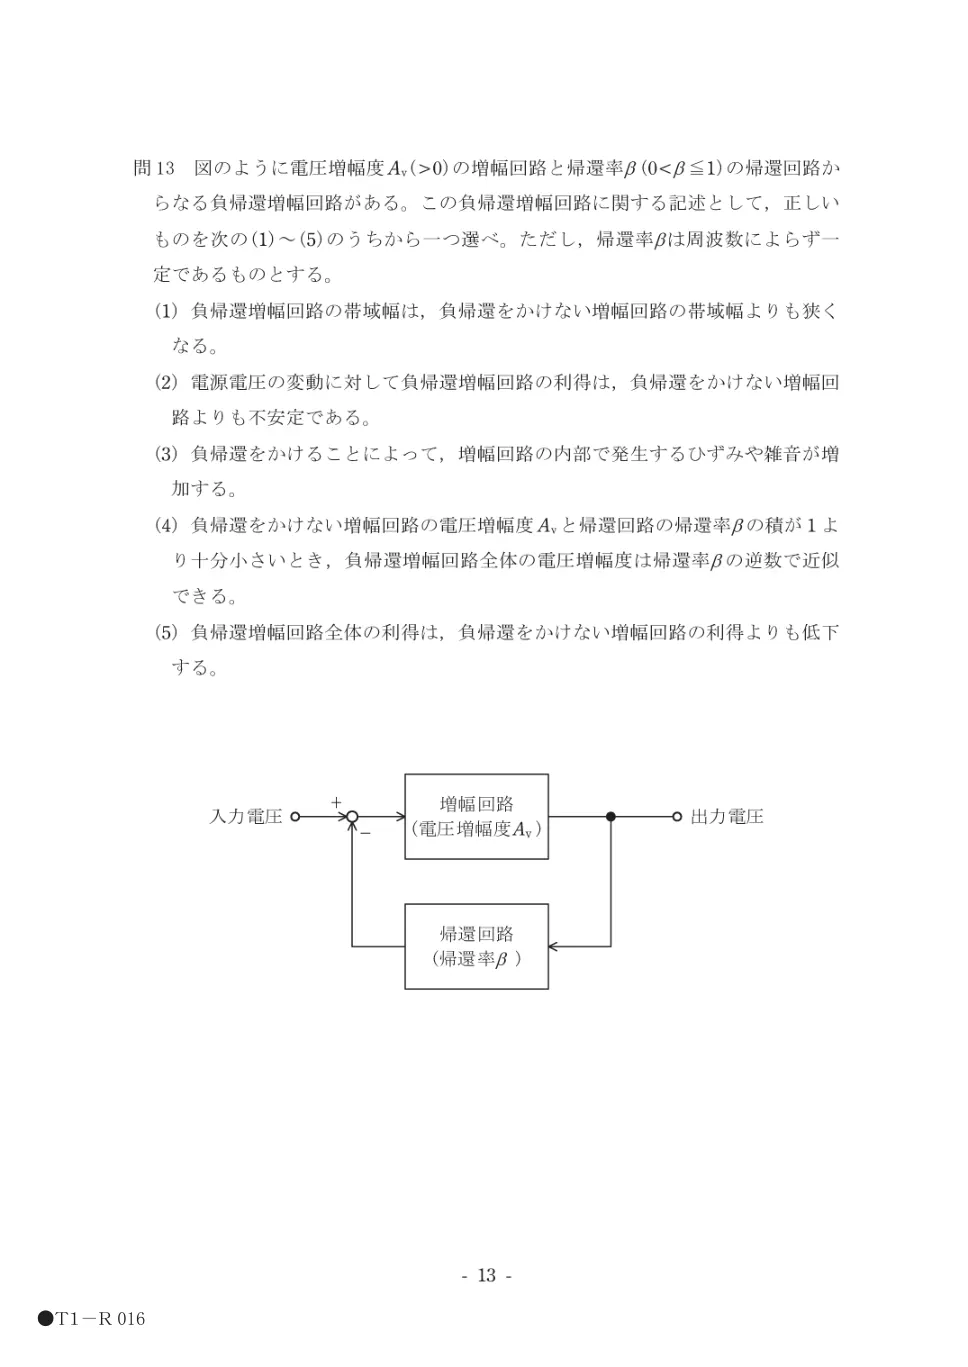 問13 図のように電圧増幅度Av(>0)の増幅回路と帰還率β(0<β≦1)の帰還回路か
らなる負帰還増幅回路がある。この負帰還増幅回路に関する記述として，正しい
ものを次の(1)～(5)のうちから一つ選べ。ただし，帰還率βは周波数によらず一
定であるものとする。
(1) 負帰還増幅回路の帯域幅は，負帰還をかけない増幅回路の帯域幅よりも狭く
なる。
(2) 電源電圧の変動に対して負帰還増幅回路の利得は，負帰還をかけない増幅回
路よりも不安定である。
(3) 負帰還をかけることによって，増幅回路の内部で発生するひずみや雑音が増
加する。
(4) 負帰還をかけない増幅回路の電圧増幅度Avと帰還回路の帰還率βの積が1よ
り十分小さいとき，負帰還増幅回路全体の電圧増幅度は帰還率βの逆数で近似
できる。
(5) 負帰還増幅回路全体の利得は，負帰還をかけない増幅回路の利得よりも低下
する。
入力電圧
+
−
増幅回路
(電圧増幅度Av)
出力電圧
帰還回路
(帰還率β)
- 13 -
●T1－R 016